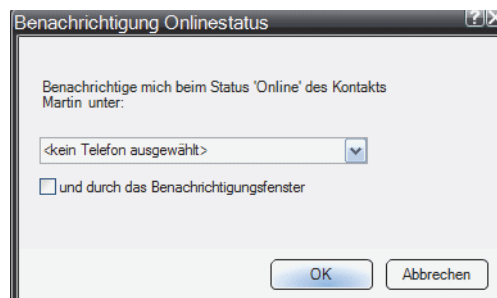 Benachrichtigung Onlinestatus
Benachrichtige mich beim Status 'Online' des Kontakts
Martin unter:
<kein Telefon ausgewählt>
und durch das Benachrichtigungsfenster
OK Abbrechen